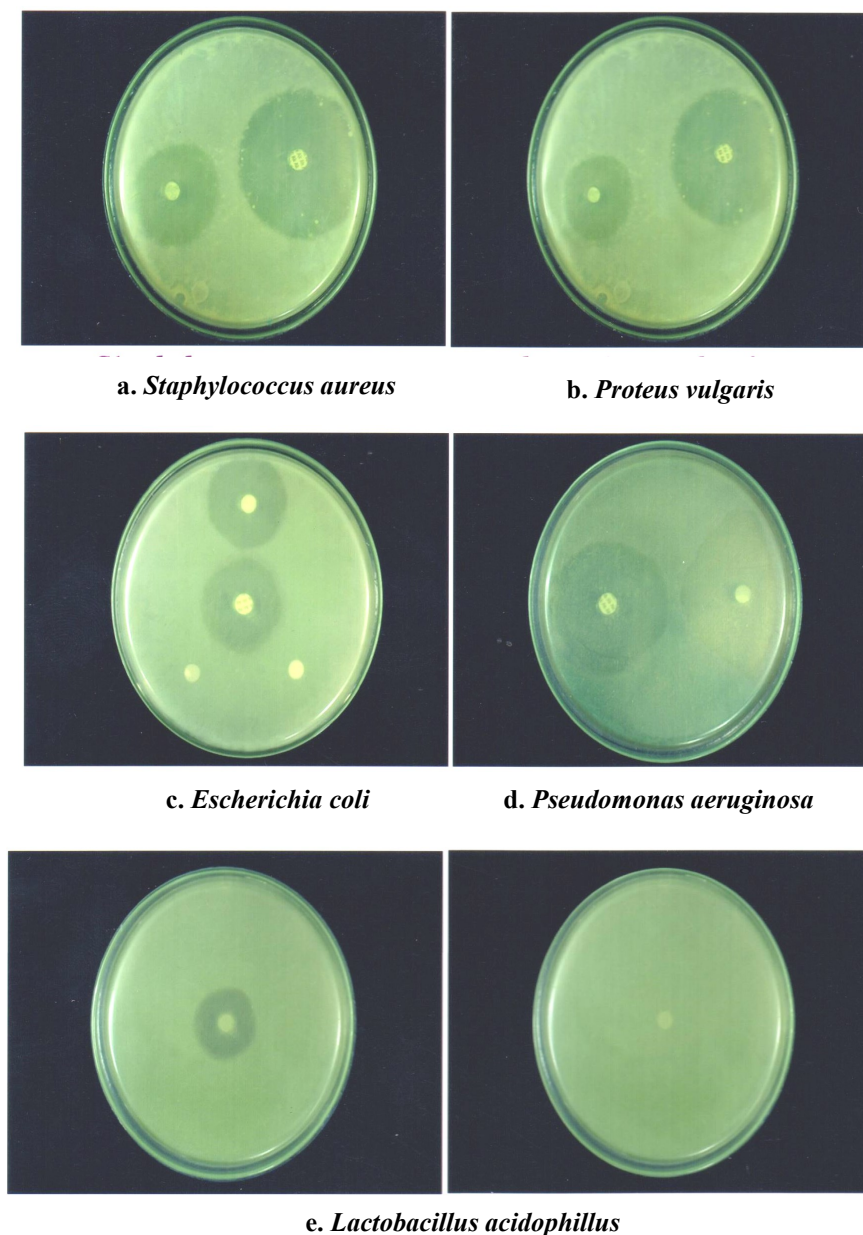 a. Staphylococcus aureus
b. Proteus vulgaris
c. Escherichia coli
d. Pseudomonas aeruginosa
e. Lactobacillus acidophillus